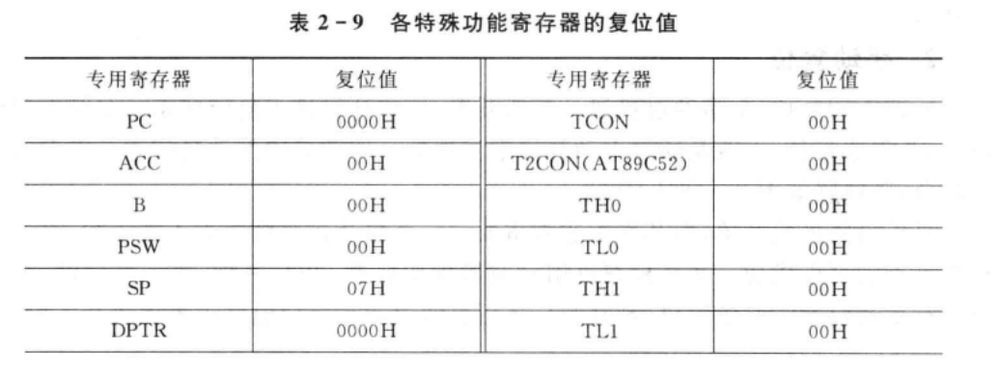 表 2-9 各特殊功能寄存器的复位值
专用寄存器 复位值 专用寄存器 复位值
PC 0000H TCON 00H
ACC 00H T2CON(AT89C52) 00H
B 00H TH0 00H
PSW 00H TL0 00H
SP 07H TH1 00H
DPTR 0000H TL1 00H